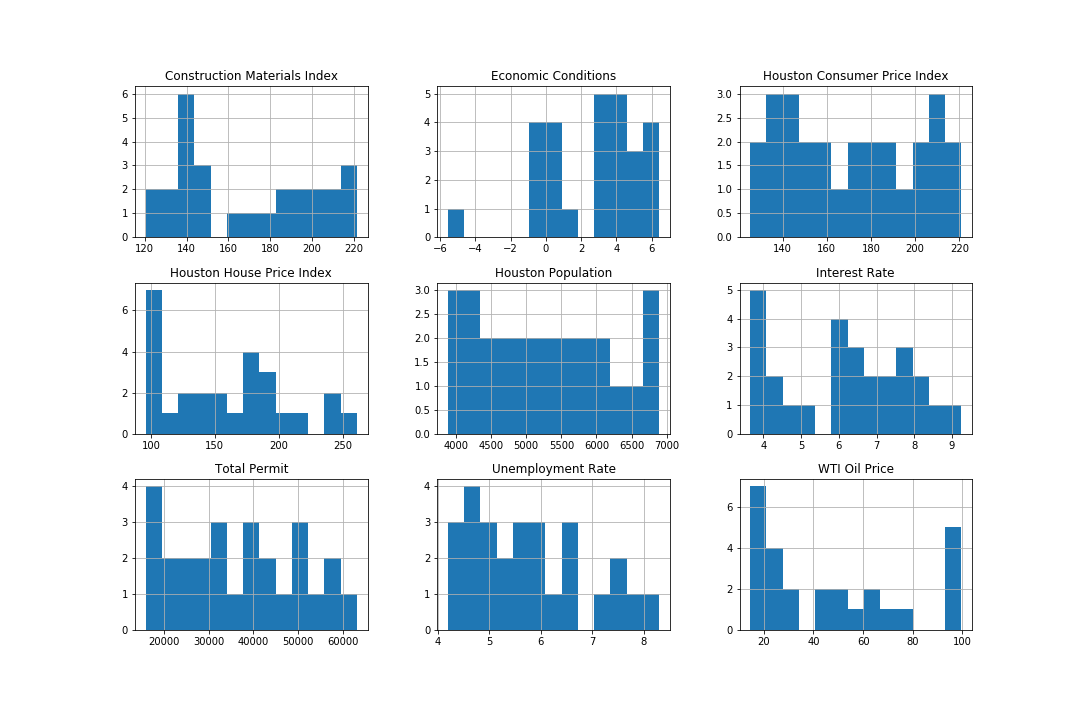 Construction Materials Index
Economic Conditions
Houston Consumer Price Index
6
5
4
3
2
1
0
120 140 160 180 200 220
5
4
3
2
1
0
−6 −4 −2 0 2 4 6
3.0
2.5
2.0
1.5
1.0
0.5
0.0
140 160 180 200 220
Houston House Price Index
Houston Population
Interest Rate
6
4
2
0
100 150 200 250
3.0
2.5
2.0
1.5
1.0
0.5
0.0
4000 4500 5000 5500 6000 6500 7000
5
4
3
2
1
0
4 5 6 7 8 9
Total Permit
Unemployment Rate
WTI Oil Price
4
3
2
1
0
20000 30000 40000 50000 60000
4
3
2
1
0
4 5 6 7 8
6
4
2
0
20 40 60 80 100